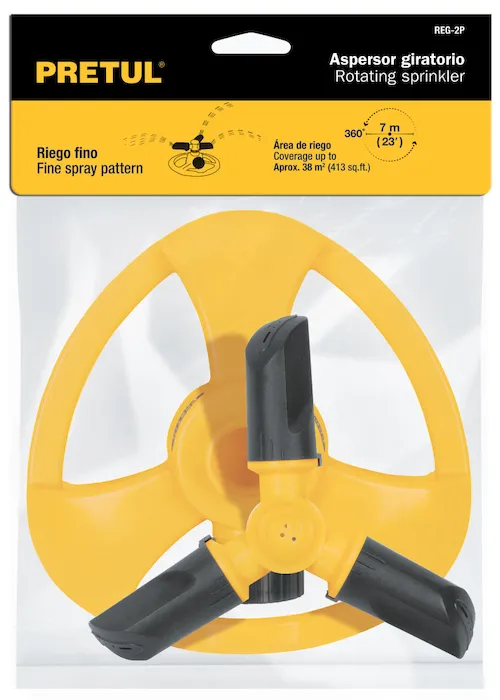 REG-2P
PRETUL®
Aspersor giratorio
Rotating sprinkler
Riego fino
Fine spray pattern
Área de riego
Coverage up to
Aprox. 38 m² (413 sq.ft.)
360°
7 m
(23´)